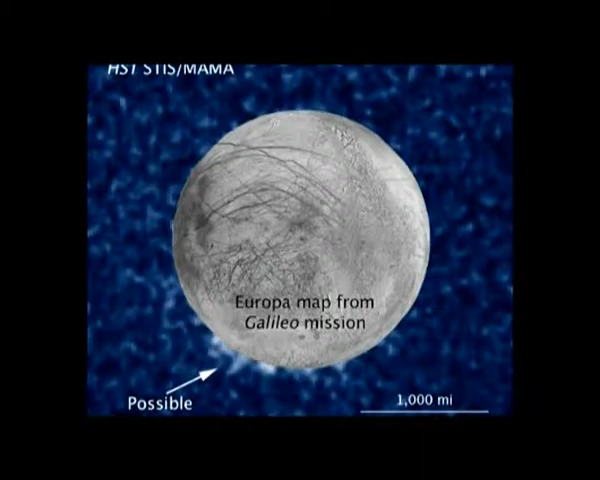 HST STIS/MAMA
Europa map from
Galileo mission
Possible
1,000 mi